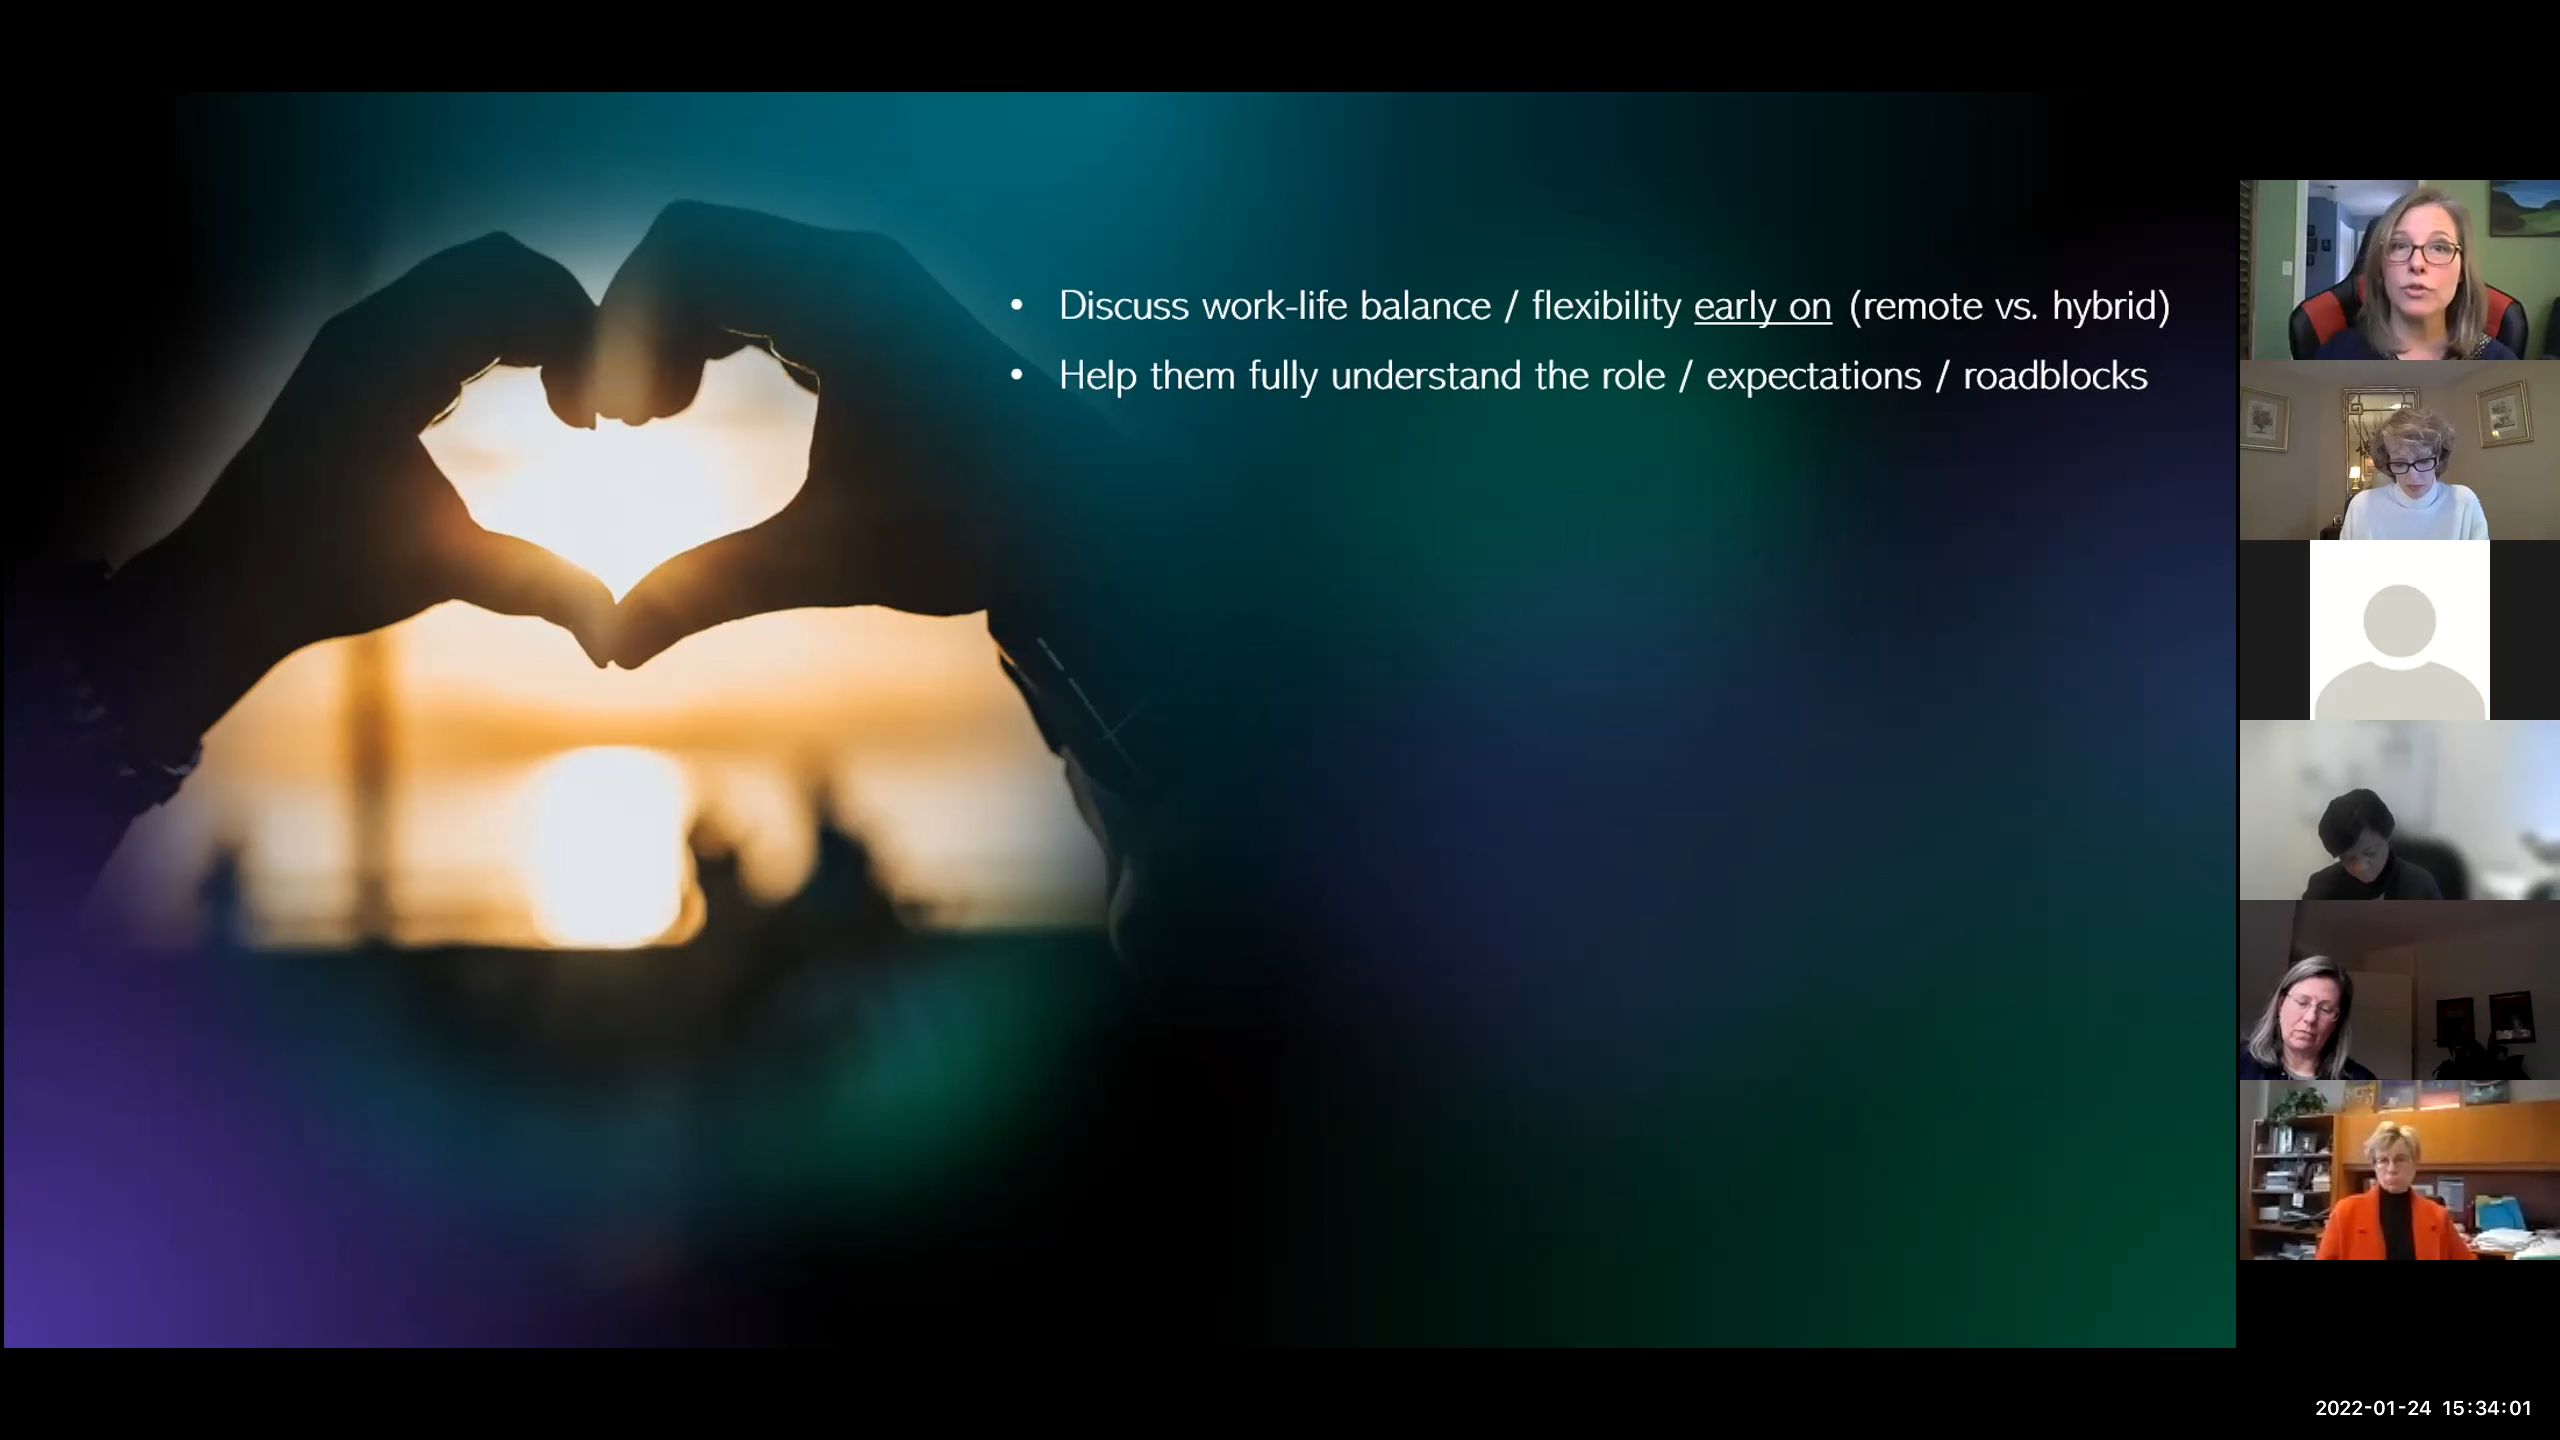 • Discuss work-life balance / flexibility early on (remote vs. hybrid)
• Help them fully understand the role / expectations / roadblocks
2022-01-24 15:34:01